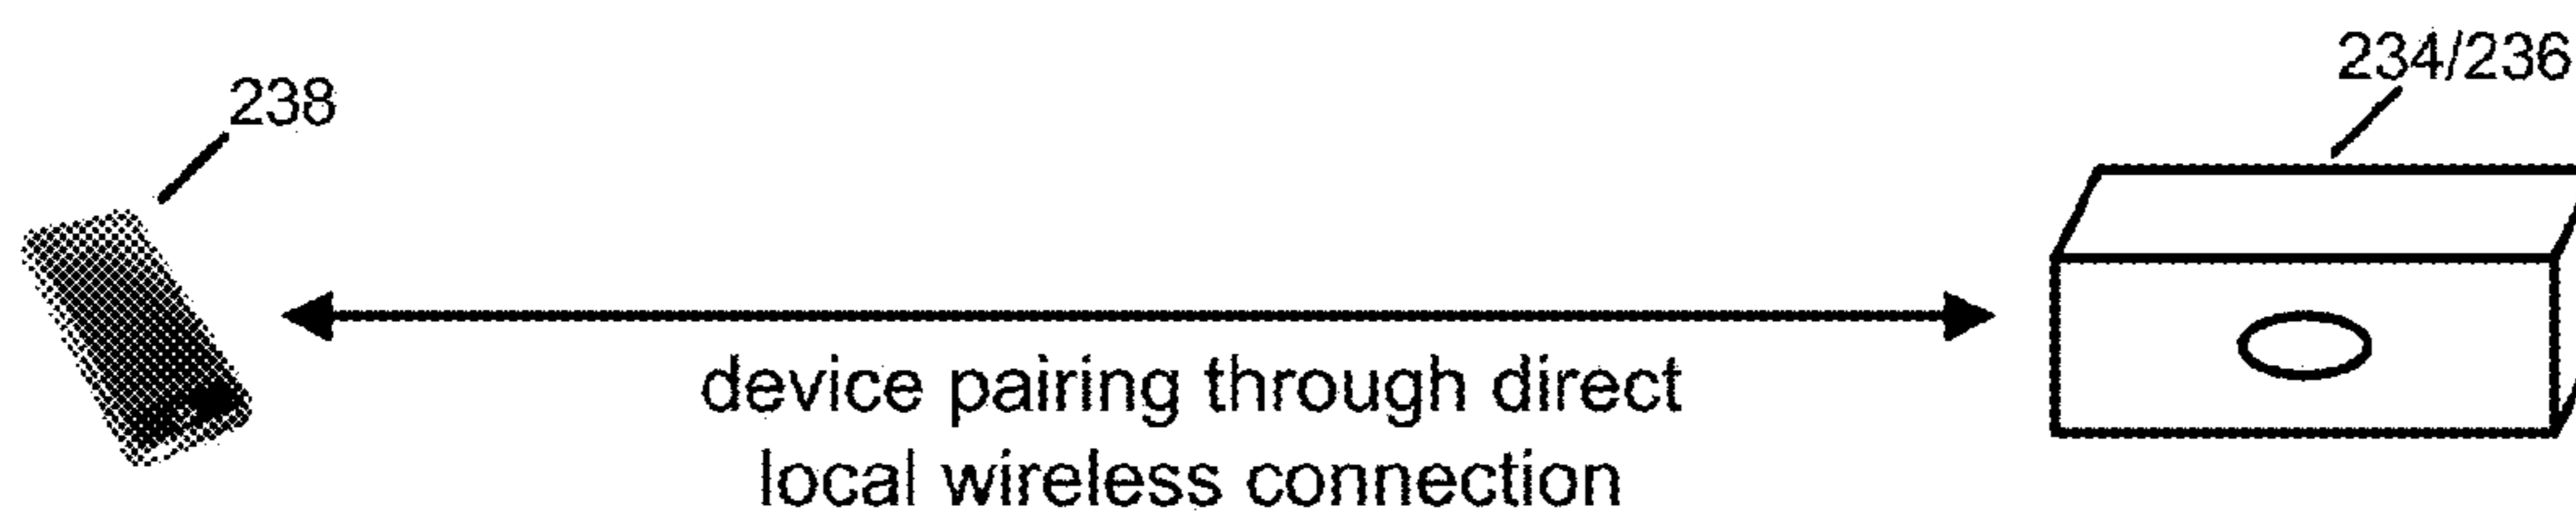 234/236
238
device pairing through direct
local wireless connection